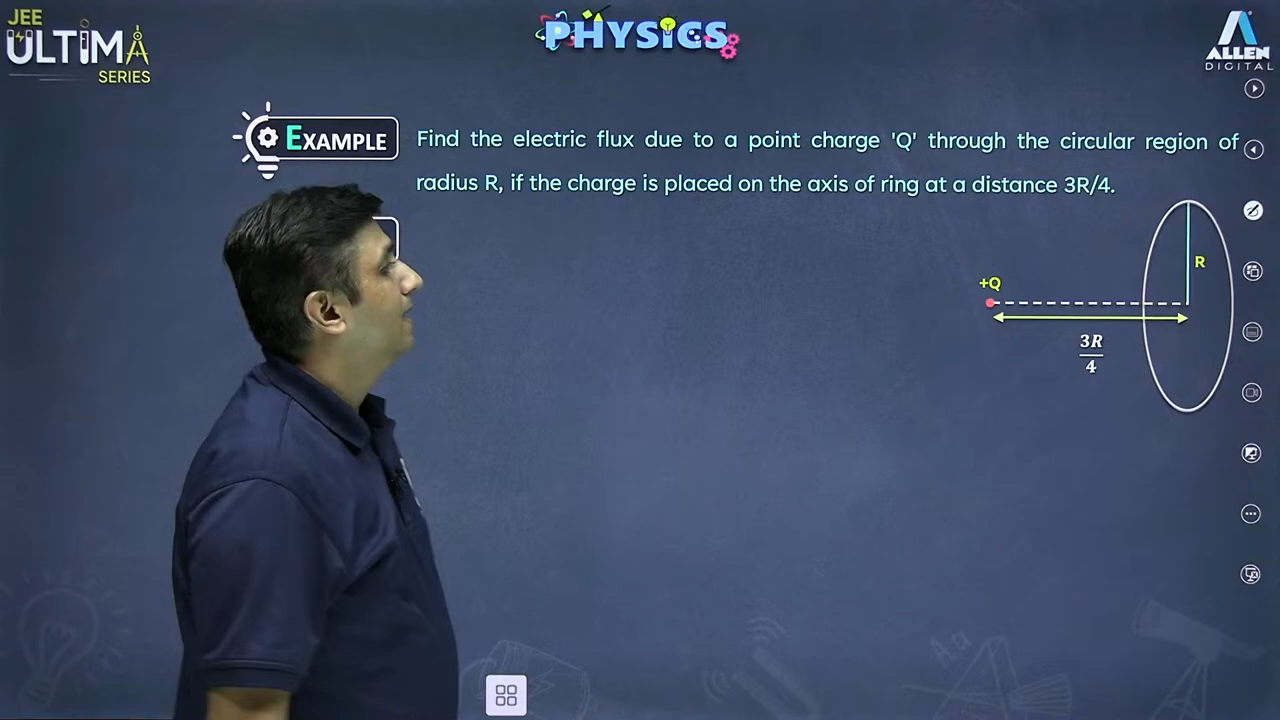 JEE
ULTIMA
SERIES
PHYSICS
ALLEN
DIGITAL
EXAMPLE
Find the electric flux due to a point charge 'Q' through the circular region of
radius R, if the charge is placed on the axis of ring at a distance 3R/4.
R
+Q
3R
4